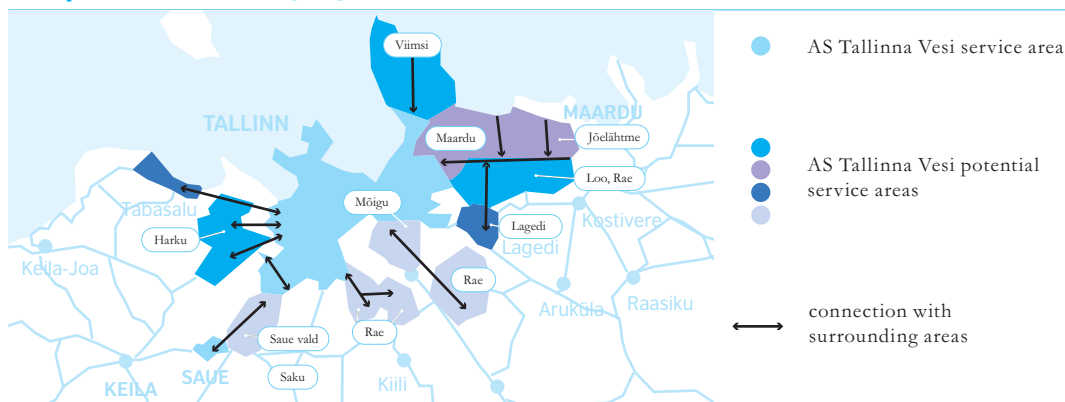 Viimsi
AS Tallinna Vesi service area
TALLINN
MAARDU
Maardu
Jõelähtme
AS Tallinna Vesi potential
service areas
Loo, Rae
Tabasalu
Mõigu
Kostivere
Lagedi
Harku
Lagedi
Keila-Joa
Rae
Aruküla
Raasiku
connection with
surrounding areas
Saue vald
Rae
KEILA
SAUE
Saku
Kiili